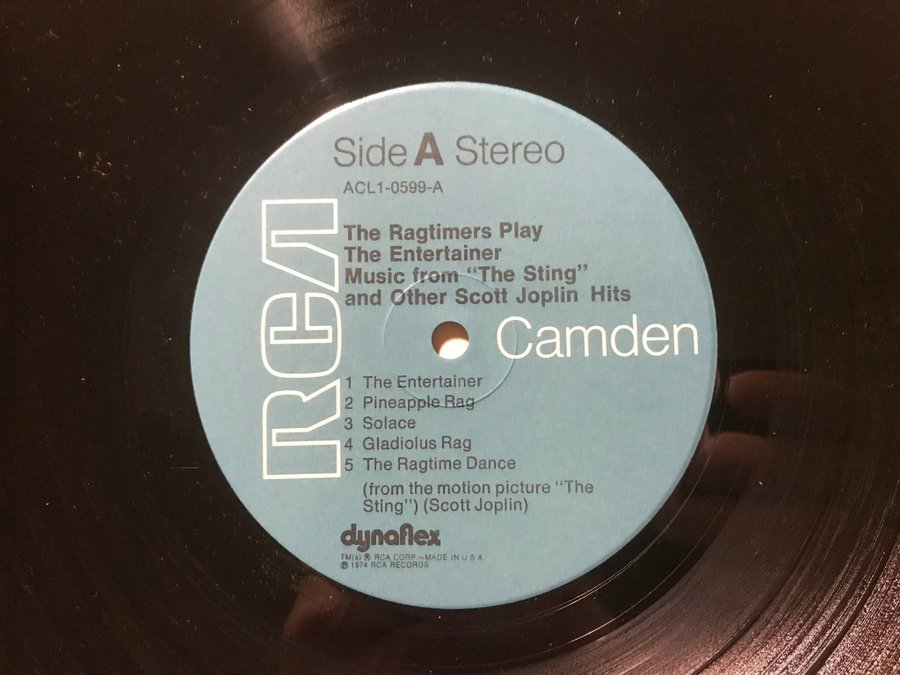 Side A Stereo
ACL1-0599-A
RCA
The Ragtimers Play
The Entertainer
Music from "The Sting"
and Other Scott Joplin Hits
Camden
1 The Entertainer
2 Pineapple Rag
3 Solace
4 Gladiolus Rag
5 The Ragtime Dance
(from the motion picture "The
Sting") (Scott Joplin)
dynaflex
TM(s) ® RCA CORP.—MADE IN U.S.A.
℗ 1974 RCA RECORDS